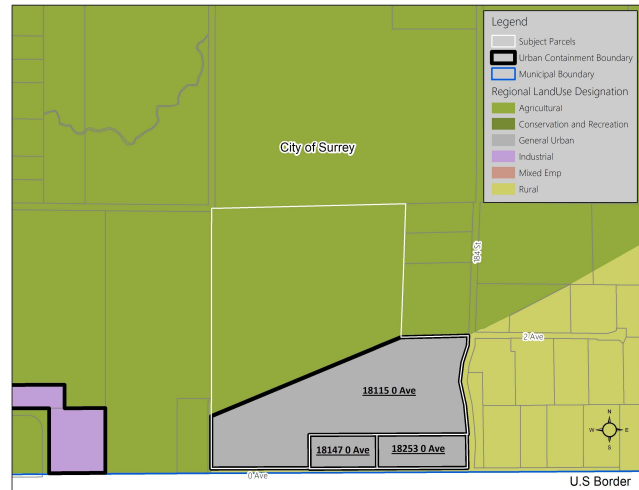 Legend
Subject Parcels
Urban Containment Boundary
Municipal Boundary
Regional LandUse Designation
Agricultural
Conservation and Recreation
General Urban
Industrial
Mixed Emp
Rural
City of Surrey
184 St
2 Ave
18115 0 Ave
18147 0 Ave
18253 0 Ave
N
W E
S
0 Ave
U.S Border